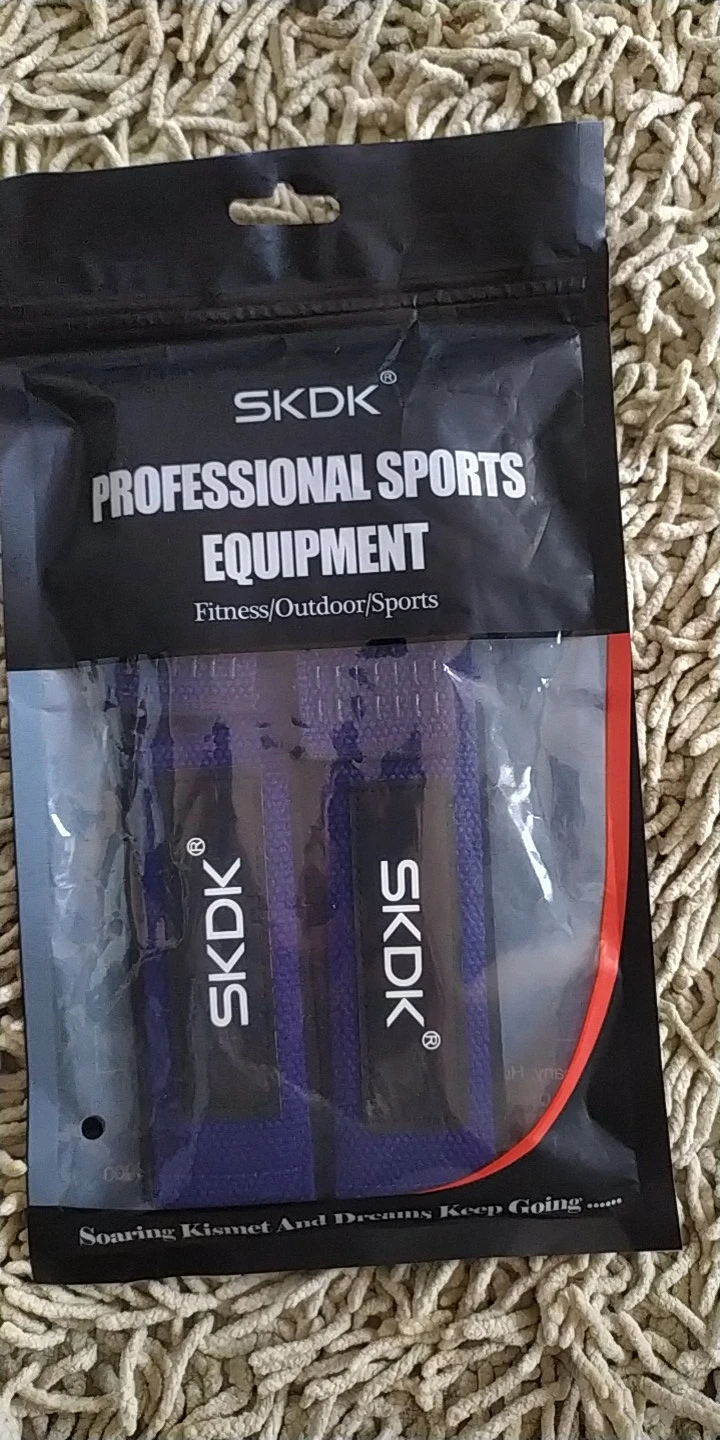 SKDK®
PROFESSIONAL SPORTS
EQUIPMENT
Fitness/Outdoor/Sports
SKDK®
SKDK®
Soaring Kismet And Dreams Keep Going ......